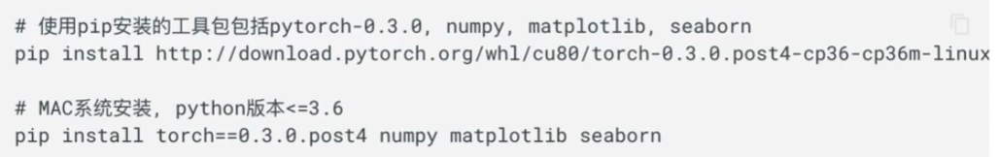 # 使用pip安装的工具包包括pytorch-0.3.0, numpy, matplotlib, seaborn
pip install http://download.pytorch.org/whl/cu80/torch-0.3.0.post4-cp36-cp36m-linux
# MAC系统安装, python版本<=3.6
pip install torch==0.3.0.post4 numpy matplotlib seaborn